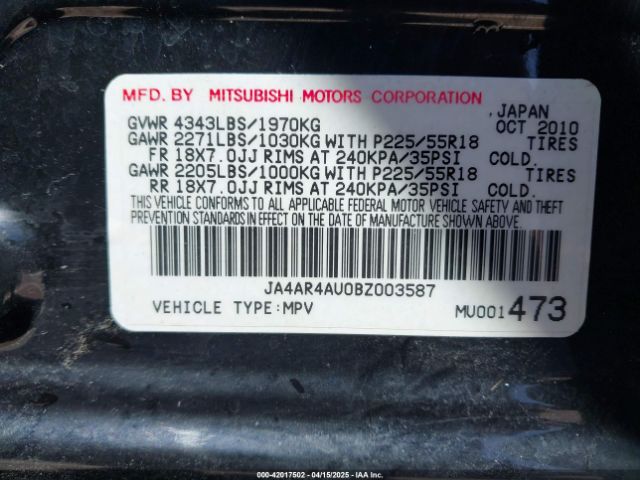 MFD. BY MITSUBISHI MOTORS CORPORATION
, JAPAN
GVWR 4343LBS/1970KG OCT 2010
GAWR 2271LBS/1030KG WITH P225/55R18 TIRES
FR 18X7.0JJ RIMS AT 240KPA/35PSI COLD.
GAWR 2205LBS/1000KG WITH P225/55R18 TIRES
RR 18X7.0JJ RIMS AT 240KPA/35PSI COLD.
THIS VEHICLE CONFORMS TO ALL APPLICABLE FEDERAL MOTOR VEHICLE SAFETY AND THEFT
PREVENTION STANDARDS IN EFFECT ON THE DATE OF MANUFACTURE SHOWN ABOVE.
JA4AR4AU0BZ003587
VEHICLE TYPE:MPV MU001473
000-42017502 - 04/15/2025 - IAA Inc.